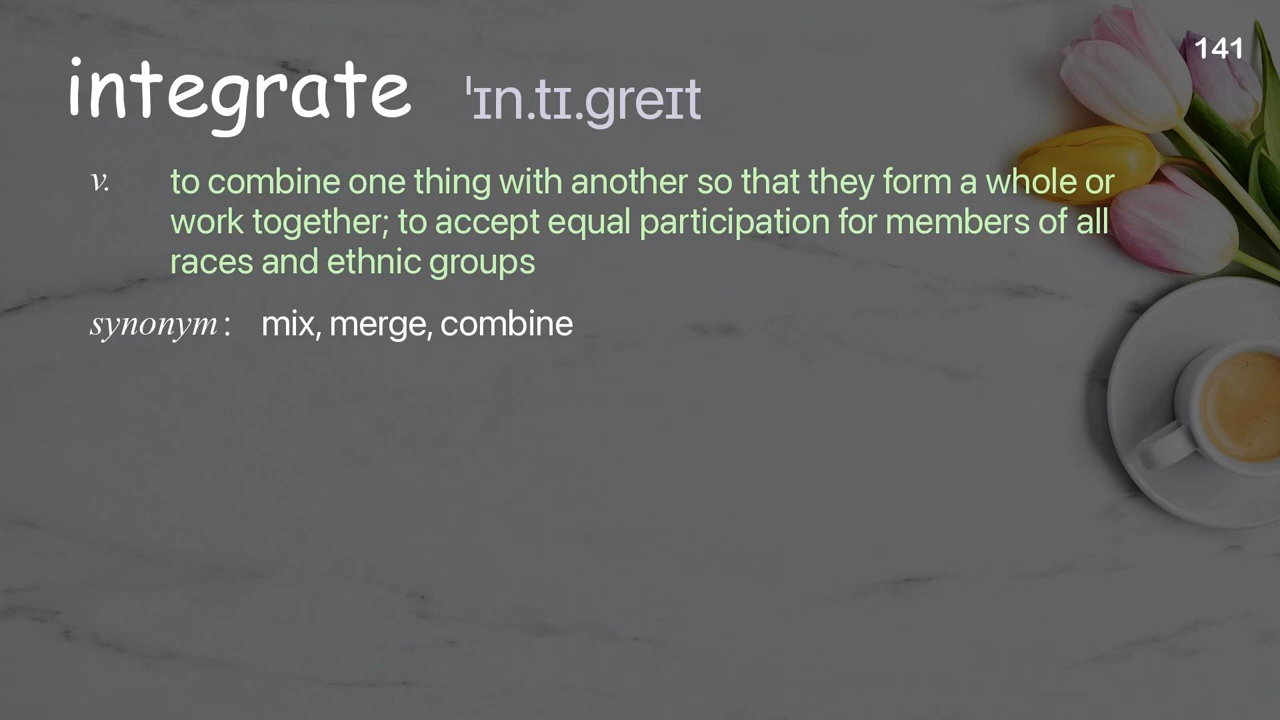 141
integrate ˈɪn.tɪ.greɪt
v. to combine one thing with another so that they form a whole or
work together; to accept equal participation for members of all
races and ethnic groups
synonym: mix, merge, combine